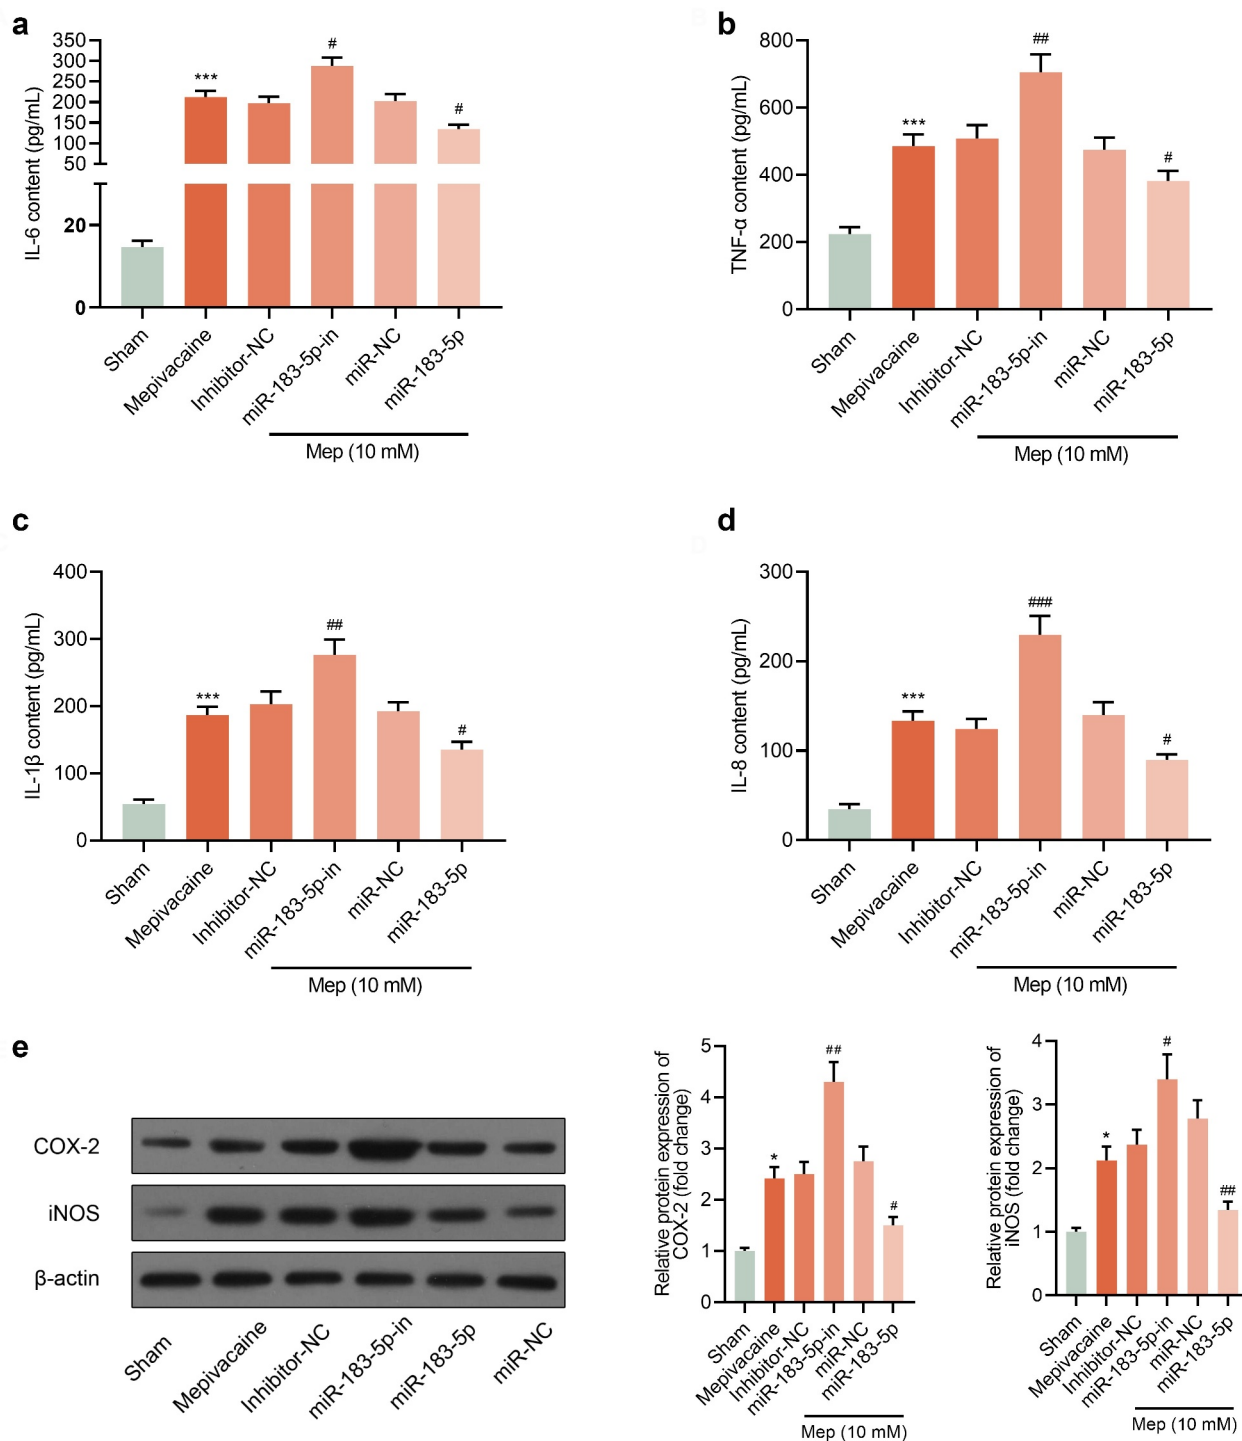 a
350
300
250
200
150
100
50
20
0
IL-6 content (pg/mL)
***
#
#
Sham
Mepivacaine
Inhibitor-NC
miR-183-5p-in
miR-NC
miR-183-5p
Mep (10 mM)
b
800
600
400
200
0
TNF-α content (pg/mL)
***
##
#
Sham
Mepivacaine
Inhibitor-NC
miR-183-5p-in
miR-NC
miR-183-5p
Mep (10 mM)
c
400
300
200
100
0
IL-1β content (pg/mL)
***
##
#
Sham
Mepivacaine
Inhibitor-NC
miR-183-5p-in
miR-NC
miR-183-5p
Mep (10 mM)
d
300
200
100
0
IL-8 content (pg/mL)
***
###
#
Sham
Mepivacaine
Inhibitor-NC
miR-183-5p-in
miR-NC
miR-183-5p
Mep (10 mM)
e
COX-2
iNOS
β-actin
Sham
Mepivacaine
Inhibitor-NC
miR-183-5p-in
miR-183-5p
miR-NC
Relative protein expression of
COX-2 (fold change)
5
4
3
2
1
0
*
##
#
Sham
Mepivacaine
Inhibitor-NC
miR-183-5p-in
miR-NC
miR-183-5p
Mep (10 mM)
Relative protein expression of
iNOS (fold change)
4
3
2
1
0
*
#
##
Sham
Mepivacaine
Inhibitor-NC
miR-183-5p-in
miR-NC
miR-183-5p
Mep (10 mM)